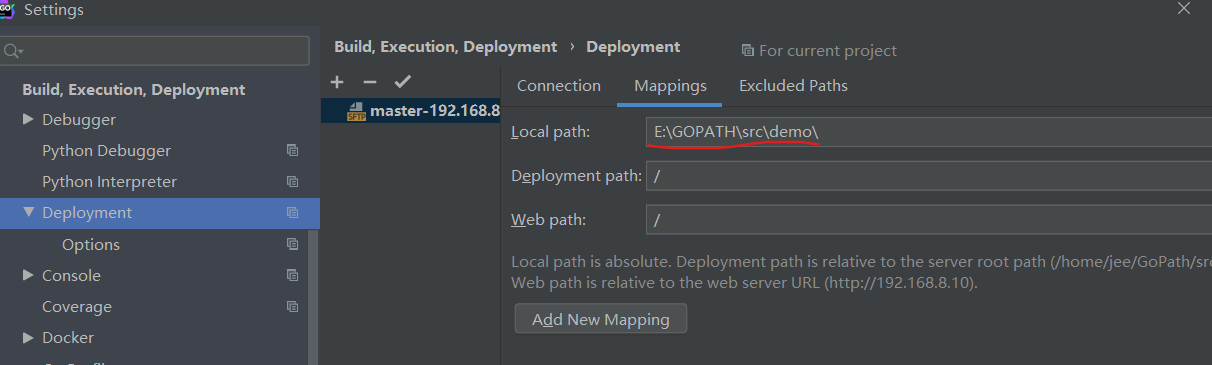 GO
Settings
Build, Execution, Deployment
Debugger
Python Debugger
Python Interpreter
Deployment
Options
Console
Coverage
Docker
Build, Execution, Deployment › Deployment
For current project
master-192.168.8
SFTP
Connection
Mappings
Excluded Paths
Local path:
E:\GOPATH\src\demo\
Deployment path:
/
Web path:
/
Local path is absolute. Deployment path is relative to the server root path (/home/jee/GoPath/src
Web path is relative to the web server URL (http://192.168.8.10).
Add New Mapping